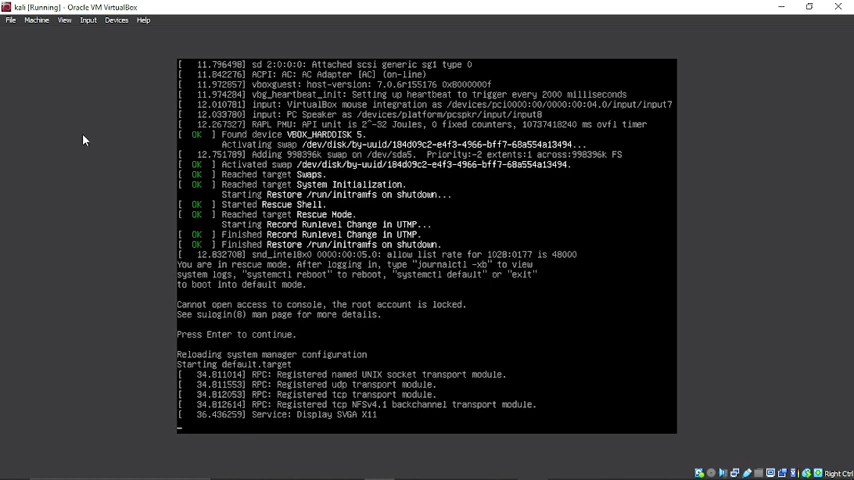 kali [Running] - Oracle VM VirtualBox
File Machine View Input Devices Help
[   11.796498] sd 2:0:0:0: Attached scsi generic sg1 type 0
[   11.842276] ACPI: AC: AC Adapter [AC] (on-line)
[   11.972857] vboxguest: host-version: 7.0.6r155176 0x8000000f
[   11.974284] vbg_heartbeat_init: Setting up heartbeat to trigger every 2000 milliseconds
[   12.010781] input: VirtualBox mouse integration as /devices/pci0000:00/0000:00:04.0/input/input7
[   12.033780] input: PC Speaker as /devices/platform/pcspkr/input/input8
[   12.267327] RAPL PMU: API unit is 2^-32 Joules, 0 fixed counters, 10737418240 ms ovfl timer
[  OK  ] Found device VBOX_HARDDISK 5.
         Activating swap /dev/disk/by-uuid/184d09c2-e4f3-4966-bff7-68a554a13494...
[   12.751789] Adding 998396k swap on /dev/sda5.  Priority:-2 extents:1 across:998396k FS
[  OK  ] Activated swap /dev/disk/by-uuid/184d09c2-e4f3-4966-bff7-68a554a13494.
[  OK  ] Reached target Swaps.
[  OK  ] Reached target System Initialization.
         Starting Restore /run/initramfs on shutdown...
[  OK  ] Started Rescue Shell.
[  OK  ] Reached target Rescue Mode.
         Starting Record Runlevel Change in UTMP...
[  OK  ] Finished Record Runlevel Change in UTMP.
[  OK  ] Finished Restore /run/initramfs on shutdown.
[   12.832708] snd_intel8x0 0000:00:05.0: allow list rate for 1028:0177 is 48000
You are in rescue mode. After logging in, type "journalctl -xb" to view
system logs, "systemctl reboot" to reboot, "systemctl default" or "exit"
to boot into default mode.
Cannot open access to console, the root account is locked.
See sulogin(8) man page for more details.
Press Enter to continue.
Reloading system manager configuration
Starting default.target
[   34.811014] RPC: Registered named UNIX socket transport module.
[   34.811553] RPC: Registered udp transport module.
[   34.812053] RPC: Registered tcp transport module.
[   34.812614] RPC: Registered tcp NFSv4.1 backchannel transport module.
[   36.436259] Service: Display SVGA X11
Right Ctrl